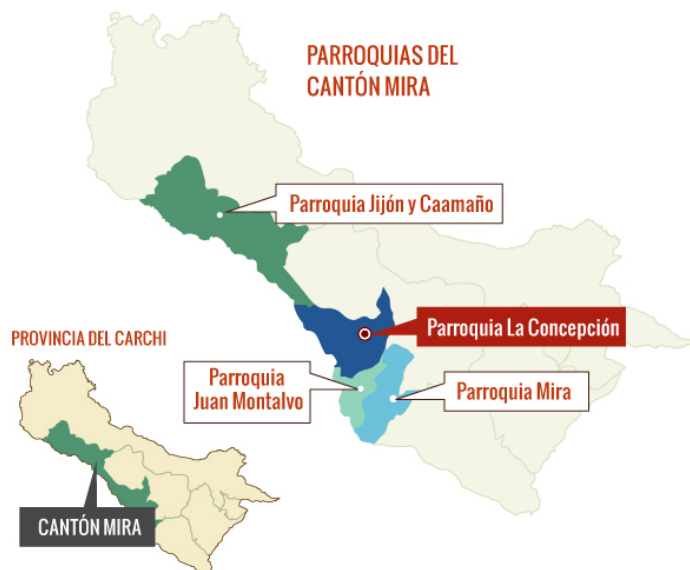 PARROQUIAS DEL
CANTÓN MIRA
Parroquia Jijón y Caamaño
Parroquia La Concepción
PROVINCIA DEL CARCHI
Parroquia
Juan Montalvo
Parroquia Mira
CANTÓN MIRA